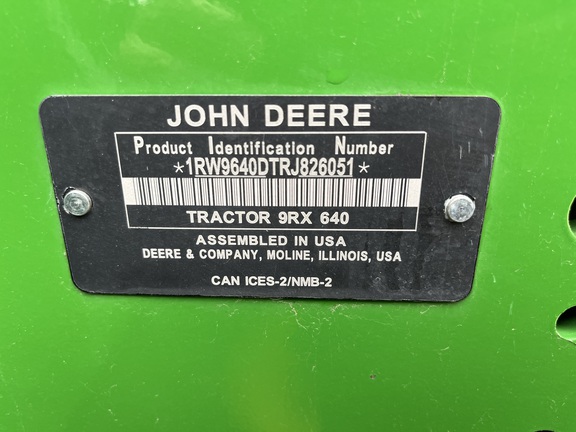 JOHN DEERE
Product Identification Number
*1RW9640DTRJ826051*
TRACTOR 9RX 640
ASSEMBLED IN USA
DEERE & COMPANY, MOLINE, ILLINOIS, USA
CAN ICES-2/NMB-2